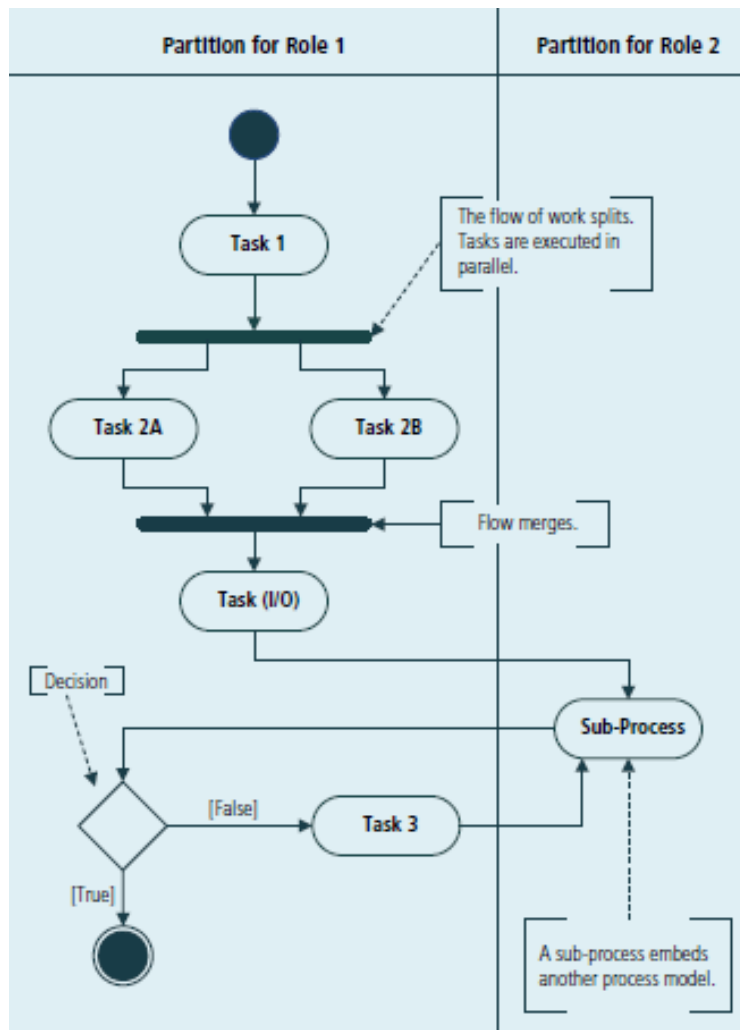 Partition for Role 1
Partition for Role 2
The flow of work splits.
Tasks are executed in
parallel.
Task 1
Task 2A
Task 2B
Flow merges.
Task (I/O)
Decision
Sub-Process
[False]
Task 3
[True]
A sub-process embeds
another process model.